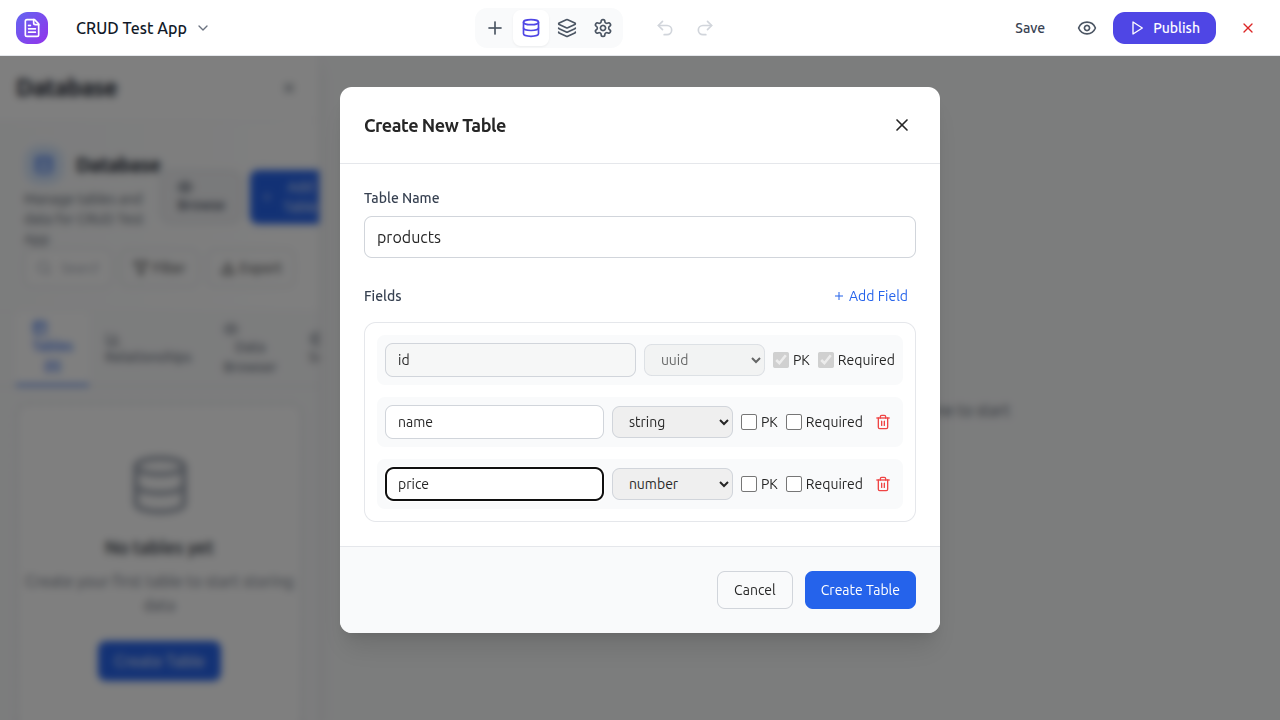 CRUD Test App
Save
Publish
Database
Create New Table
Database
Browse
Manage tables and
data for CRUD Test
App
Table Name
products
Search
Filter
Import
Fields
+ Add Field
Tables
Relationships
Data
Browser
id
uuid
PK
Required
name
string
PK
Required
price
number
PK
Required
No tables yet
Create your first table to start storing
data
Cancel
Create Table
Create Table